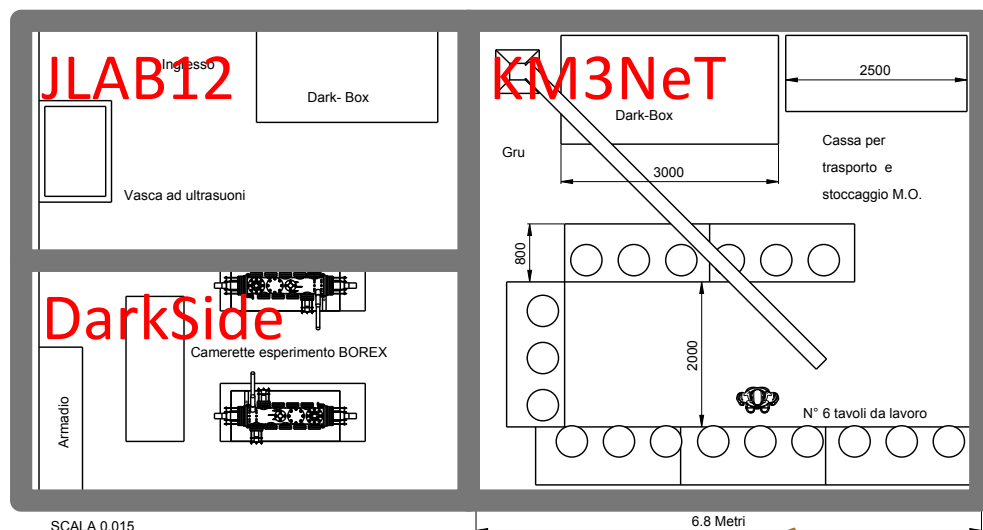 JLAB12
Ingresso
Dark- Box
Vasca ad ultrasuoni
KM3NeT
2500
Dark-Box
Gru
Cassa per
trasporto e
stoccaggio M.O.
3000
800
2000
DarkSide
Camerette esperimento BOREX
Armadio
N° 6 tavoli da lavoro
SCALA 0.015
6.8 Metri